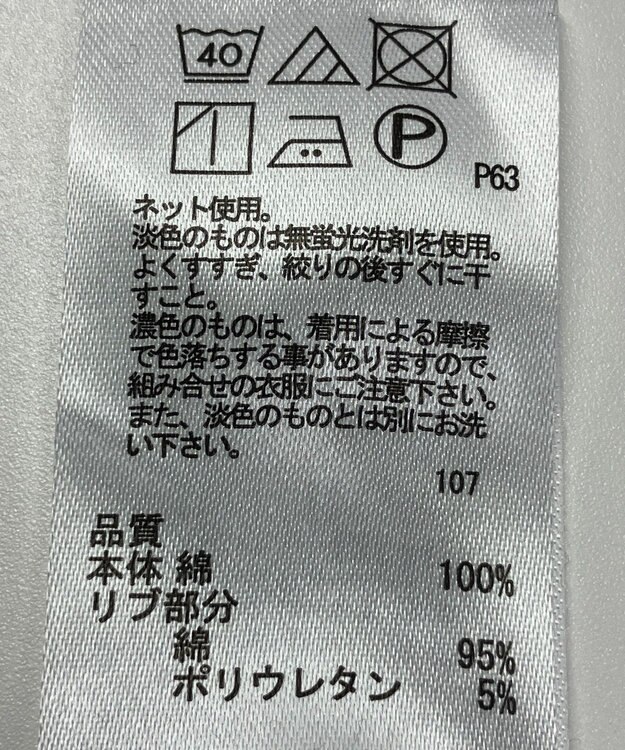 40
P
P63
ネット使用。
淡色のものは無蛍光洗剤を使用。
よくすすぎ、絞りの後すぐに干
すこと。
濃色のものは、着用による摩擦
で色落ちする事がありますので、
組み合せの衣服にご注意下さい。
また、淡色のものとは別にお洗
い下さい。
107
品質
本体 綿 100%
リブ部分
綿 95%
ポリウレタン 5%